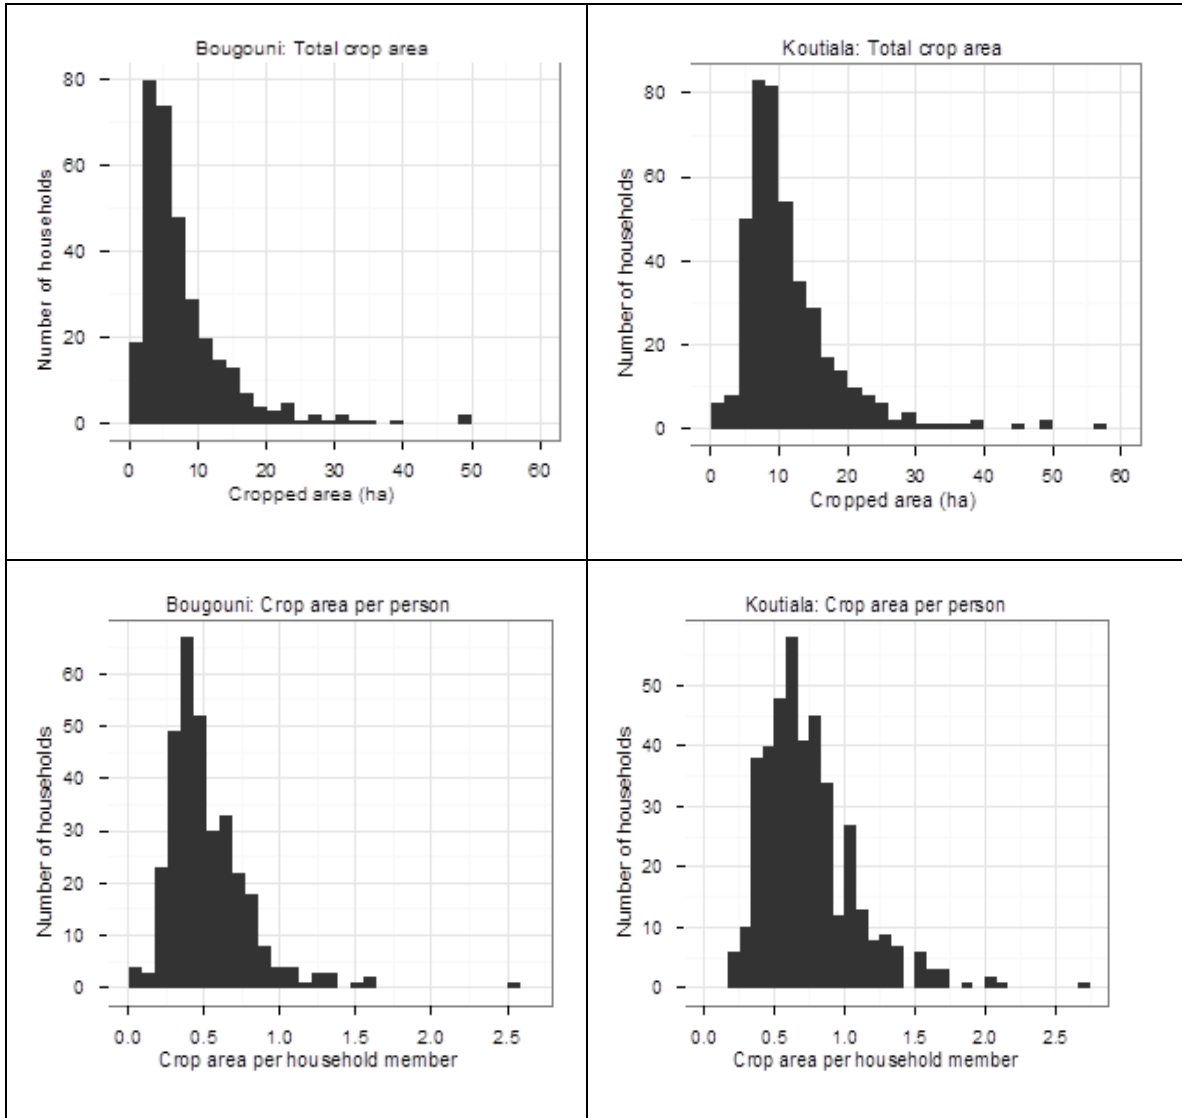 Bougouni: Total crop area
80
60
40
20
0
Number of households
0 10 20 30 40 50 60
Cropped area (ha)
Koutiala: Total crop area
80
60
40
20
0
Number of households
0 10 20 30 40 50 60
Cropped area (ha)
Bougouni: Crop area per person
60
50
40
30
20
10
0
Number of households
0.0 0.5 1.0 1.5 2.0 2.5
Crop area per household member
Koutiala: Crop area per person
50
40
30
20
10
0
Number of households
0.0 0.5 1.0 1.5 2.0 2.5
Crop area per household member